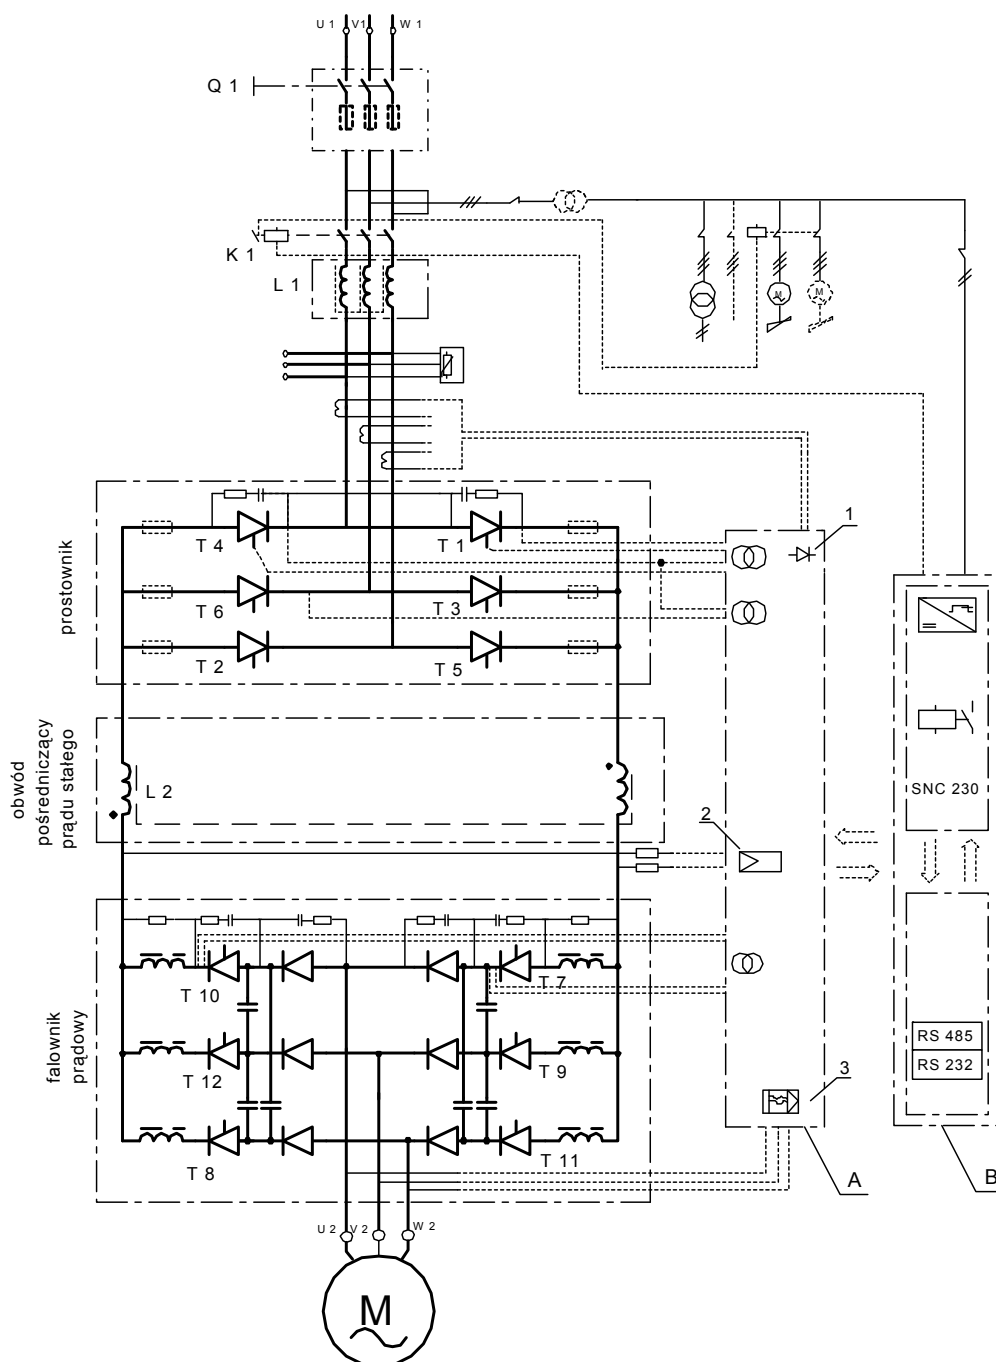 U 1 V 1 W 1
Q 1
K 1
L 1
M
M
1
T 4 T 1
T 6 T 3
T 2 T 5
prostownik
obwód
pośredniczący
prądu stałego
L 2
SNC 230
2
T 10 T 7
T 12 T 9
T 8 T 11
falownik
prądowy
RS 485
RS 232
3
A
B
U 2 V 2 W 2
M